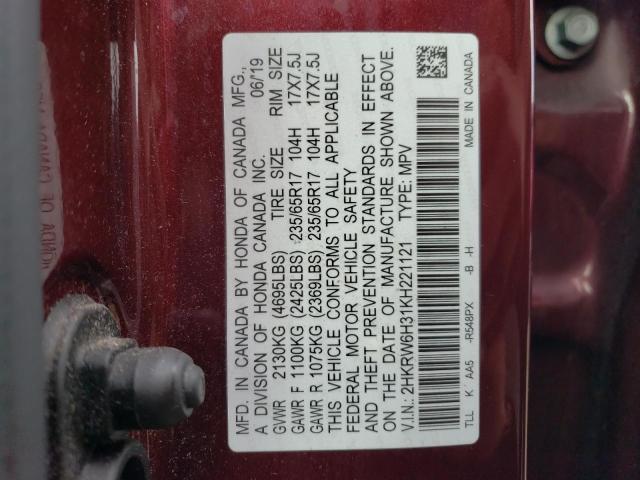 MFD. IN CANADA BY HONDA OF CANADA MFG.,
A DIVISION OF HONDA CANADA INC. 06/19
GVWR 2130KG (4695LBS) TIRE SIZE RIM SIZE
GAWR F 1100KG (2425LBS) 235/65R17 104H 17X7.5J
GAWR R 1075KG (2369LBS) 235/65R17 104H 17X7.5J
THIS VEHICLE CONFORMS TO ALL APPLICABLE
FEDERAL MOTOR VEHICLE SAFETY
AND THEFT PREVENTION STANDARDS IN EFFECT
ON THE DATE OF MANUFACTURE SHOWN ABOVE.
V.I.N.: 2HKRW6H31KH221121 TYPE: MPV
TLL K AA5 -R548PX -B -H MADE IN CANADA